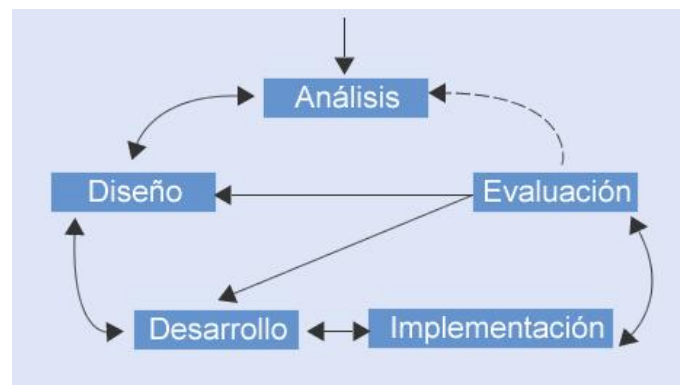 Análisis
Diseño
Evaluación
Desarrollo
Implementación